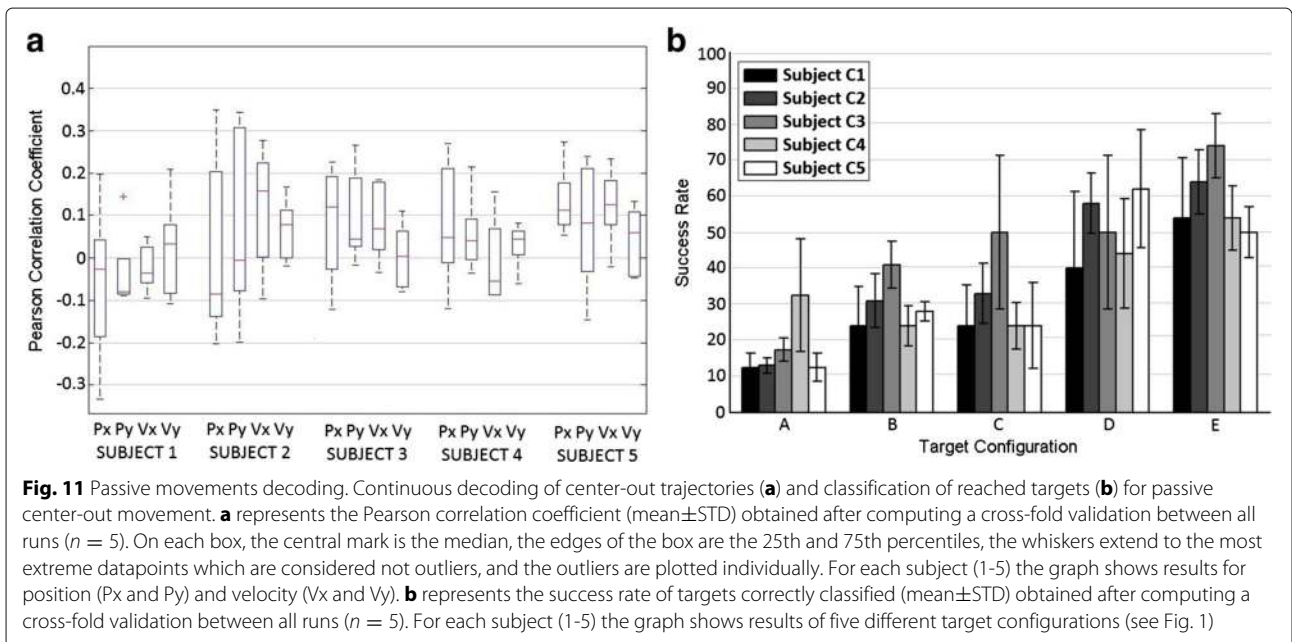 a
b
0.4
0.3
0.2
0.1
0
-0.1
-0.2
-0.3
Pearson Correlation Coefficient
Px Py Vx Vy Px Py Vx Vy Px Py Vx Vy Px Py Vx Vy Px Py Vx Vy
SUBJECT 1 SUBJECT 2 SUBJECT 3 SUBJECT 4 SUBJECT 5
100
90
80
70
60
50
40
30
20
10
0
Success Rate
Subject C1
Subject C2
Subject C3
Subject C4
Subject C5
A B C D E
Target Configuration
Fig. 11 Passive movements decoding. Continuous decoding of center-out trajectories (a) and classification of reached targets (b) for passive
center-out movement. a represents the Pearson correlation coefficient (mean±STD) obtained after computing a cross-fold validation between all
runs (n = 5). On each box, the central mark is the median, the edges of the box are the 25th and 75th percentiles, the whiskers extend to the most
extreme datapoints which are considered not outliers, and the outliers are plotted individually. For each subject (1-5) the graph shows results for
position (Px and Py) and velocity (Vx and Vy). b represents the success rate of targets correctly classified (mean±STD) obtained after computing a
cross-fold validation between all runs (n = 5). For each subject (1-5) the graph shows results of five different target configurations (see Fig. 1)